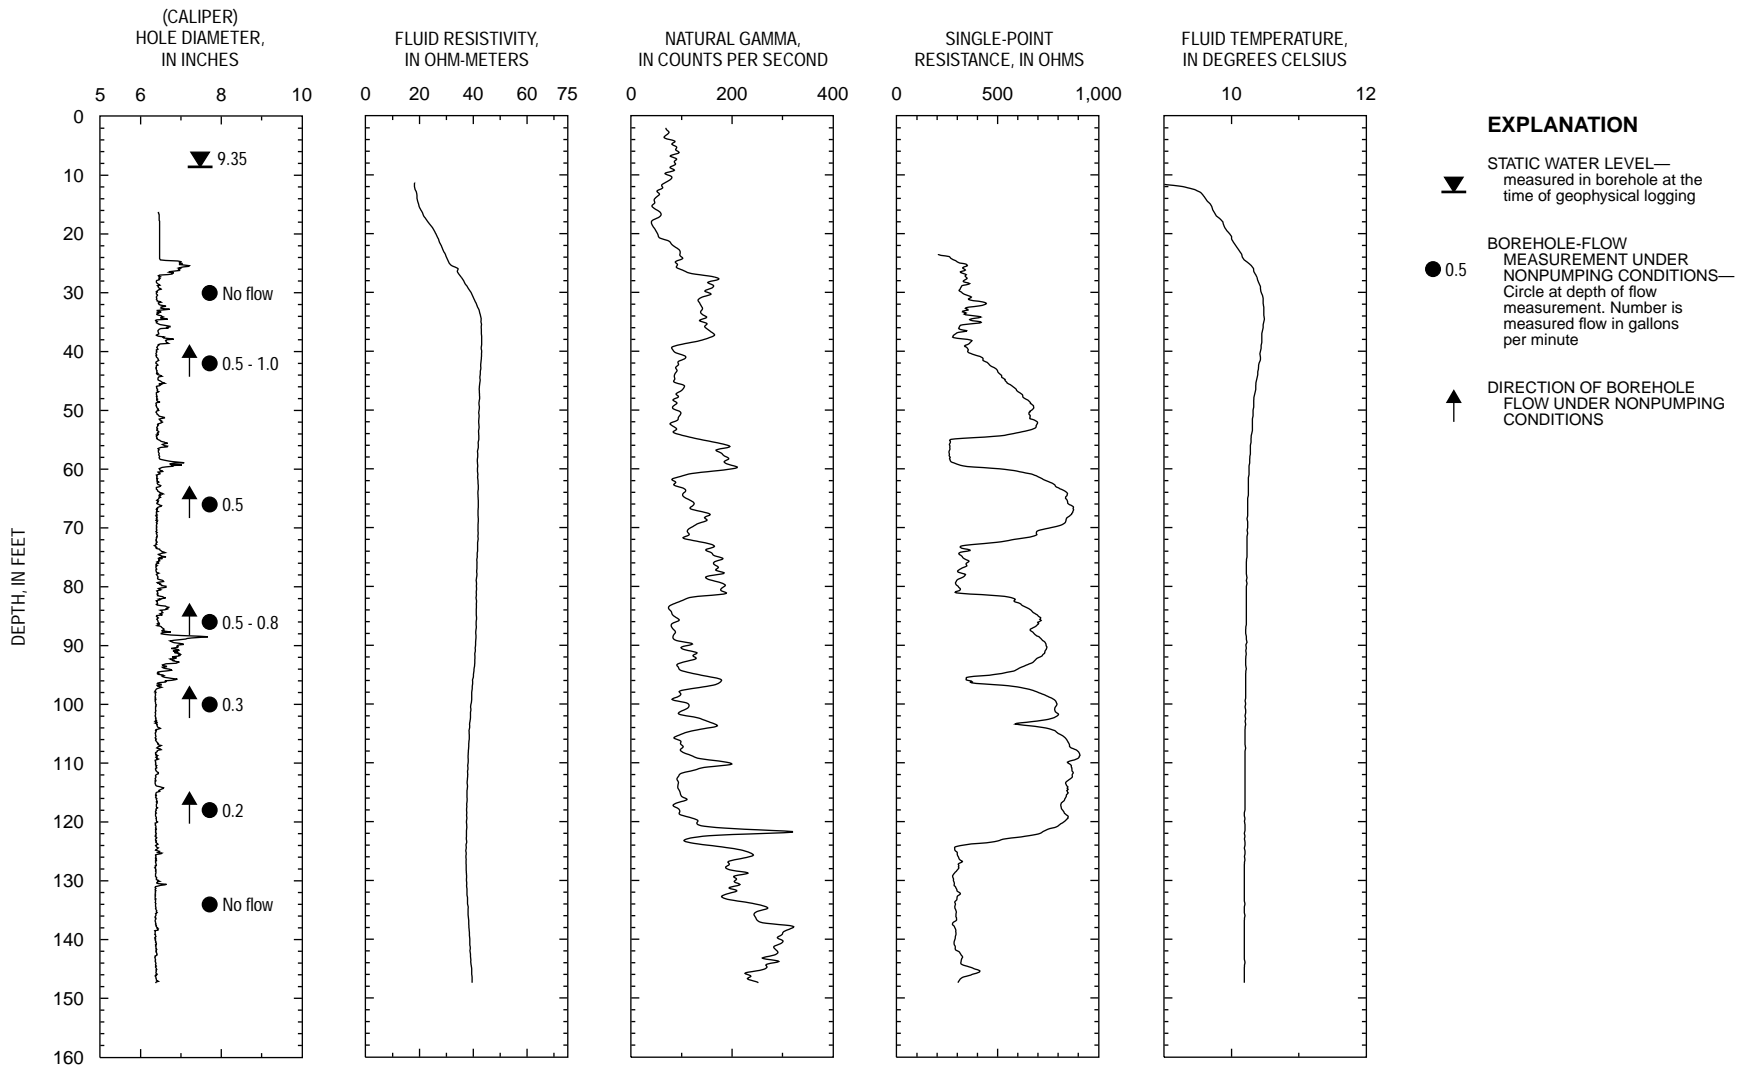 (CALIPER)
HOLE DIAMETER,
IN INCHES
FLUID RESISTIVITY,
IN OHM-METERS
NATURAL GAMMA,
IN COUNTS PER SECOND
SINGLE-POINT
RESISTANCE, IN OHMS
FLUID TEMPERATURE,
IN DEGREES CELSIUS
5 6 8 10
0 20 40 60 75
0 200 400
0 500 1,000
10 12
DEPTH, IN FEET
0
10
20
30
40
50
60
70
80
90
100
110
120
130
140
150
160
9.35
No flow
0.5 - 1.0
0.5
0.5 - 0.8
0.3
0.2
No flow
EXPLANATION
STATIC WATER LEVEL—
measured in borehole at the
time of geophysical logging
0.5
BOREHOLE-FLOW
MEASUREMENT UNDER
NONPUMPING CONDITIONS—
Circle at depth of flow
measurement. Number is
measured flow in gallons
per minute
DIRECTION OF BOREHOLE
FLOW UNDER NONPUMPING
CONDITIONS